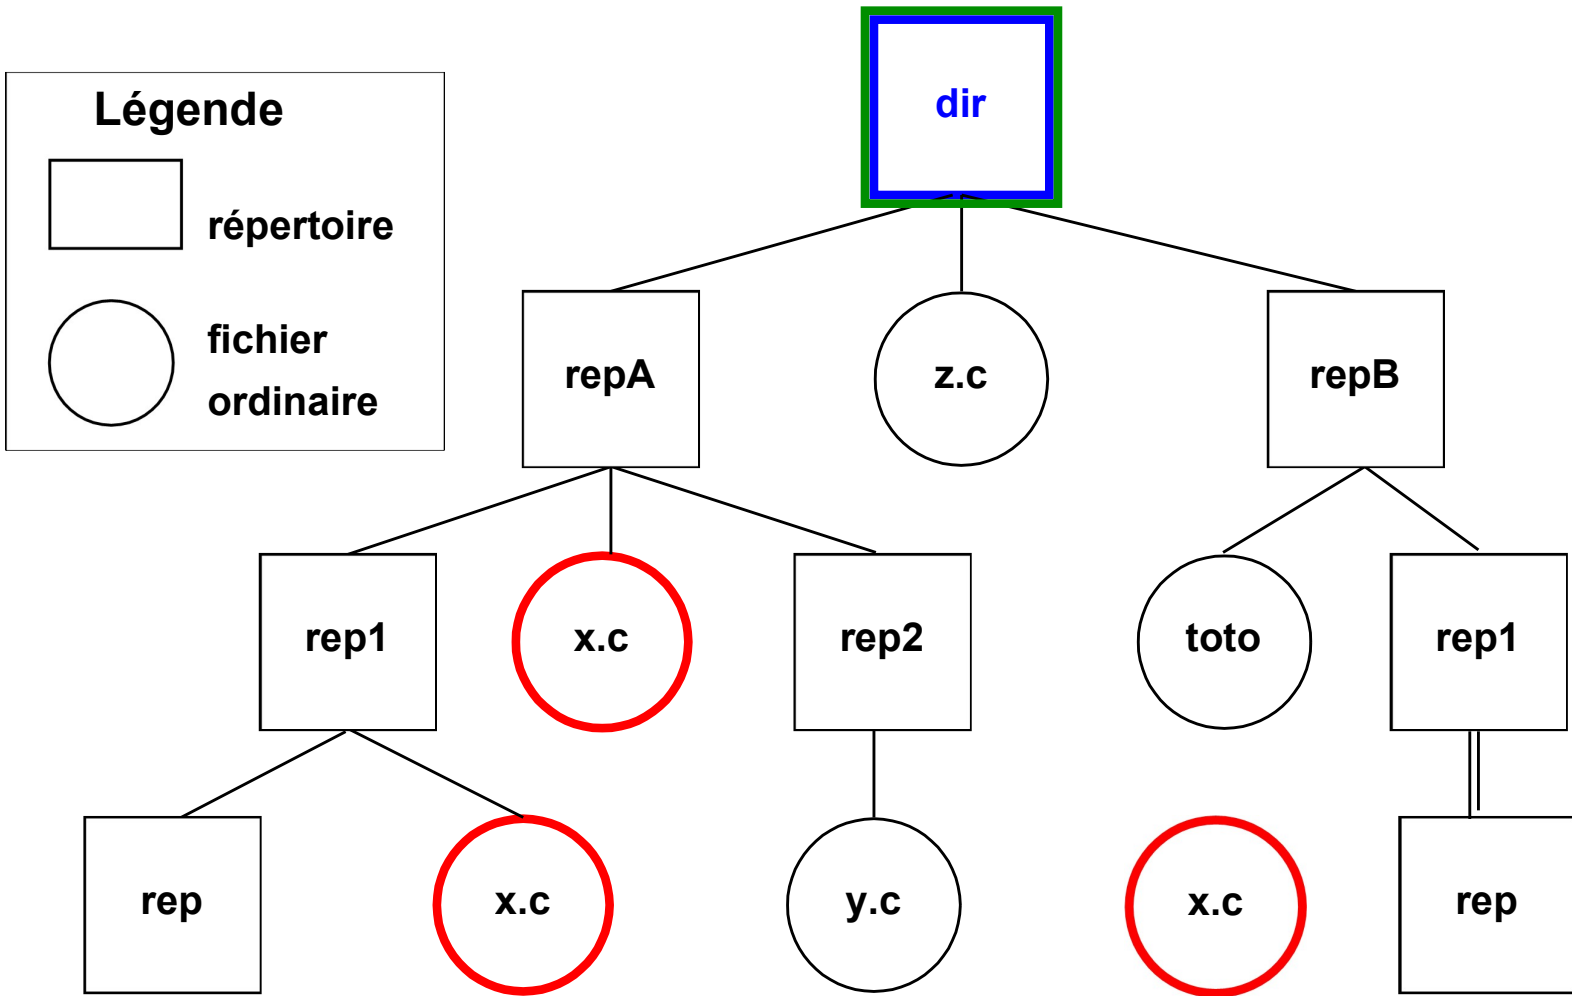 Légende
répertoire
fichier
ordinaire
dir
repA
z.c
repB
rep1
x.c
rep2
toto
rep1
rep
x.c
y.c
x.c
rep